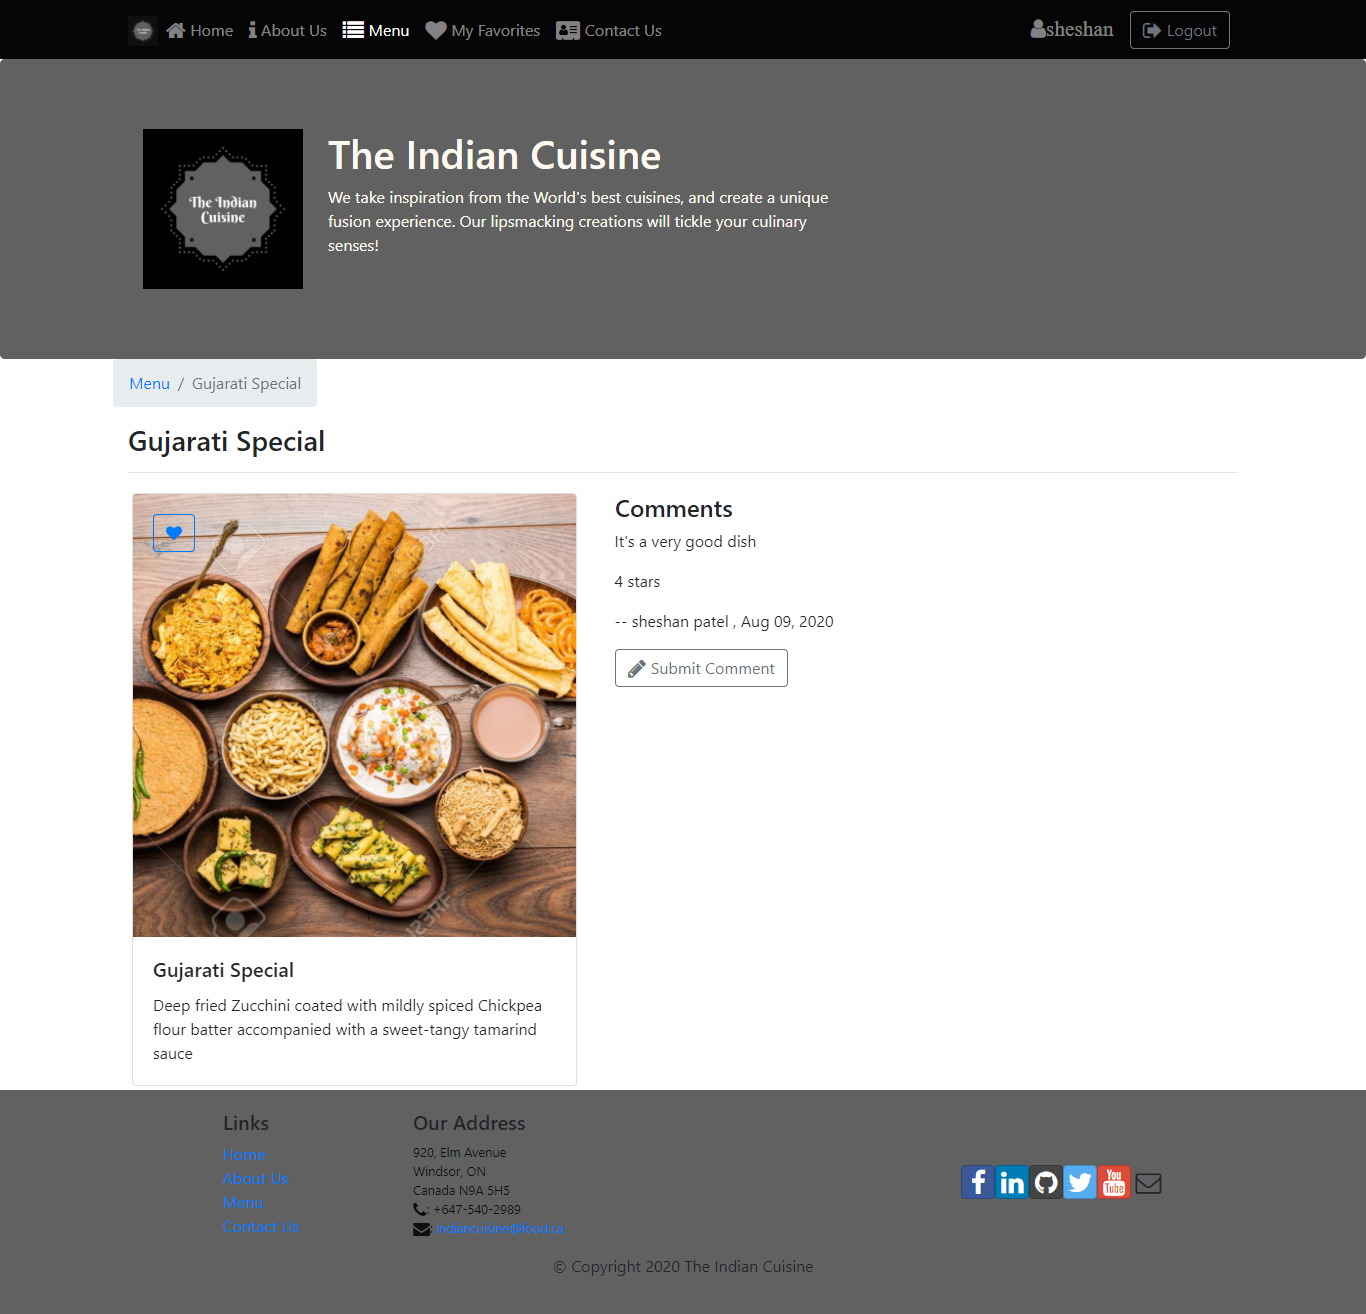 Home
About Us
Menu
My Favorites
Contact Us
sheshan
Logout
The Indian
Cuisine
The Indian Cuisine
We take inspiration from the World's best cuisines, and create a unique
fusion experience. Our lipsmacking creations will tickle your culinary
senses!
Menu / Gujarati Special
Gujarati Special
Comments
It's a very good dish
4 stars
-- sheshan patel , Aug 09, 2020
Submit Comment
123RF
Gujarati Special
Deep fried Zucchini coated with mildly spiced Chickpea
flour batter accompanied with a sweet-tangy tamarind
sauce
Links
Home
About Us
Menu
Contact Us
Our Address
920, Elm Avenue
Windsor, ON
Canada N9A 5H5
: +647-540-2989
: indiancuisine@food.ca
You
Tube
© Copyright 2020 The Indian Cuisine